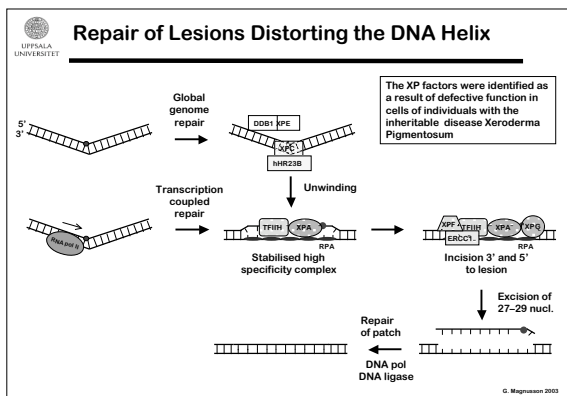 UPPSALA
UNIVERSITET
Repair of Lesions Distorting the DNA Helix
The XP factors were identified as
a result of defective function in
cells of individuals with the
inheritable disease Xeroderma
Pigmentosum
Global
genome
repair
5’
3’
DDB1 XPE
XPC
hHR23B
Unwinding
Transcription
coupled
repair
RNA pol II
TFIIH XPA
RPA
Stabilised high
specificity complex
XPF TFIIH XPA XPG
ERCC1
RPA
Incision 3’ and 5’
to lesion
Excision of
27–29 nucl.
Repair
of patch
DNA pol
DNA ligase
G. Magnusson 2003